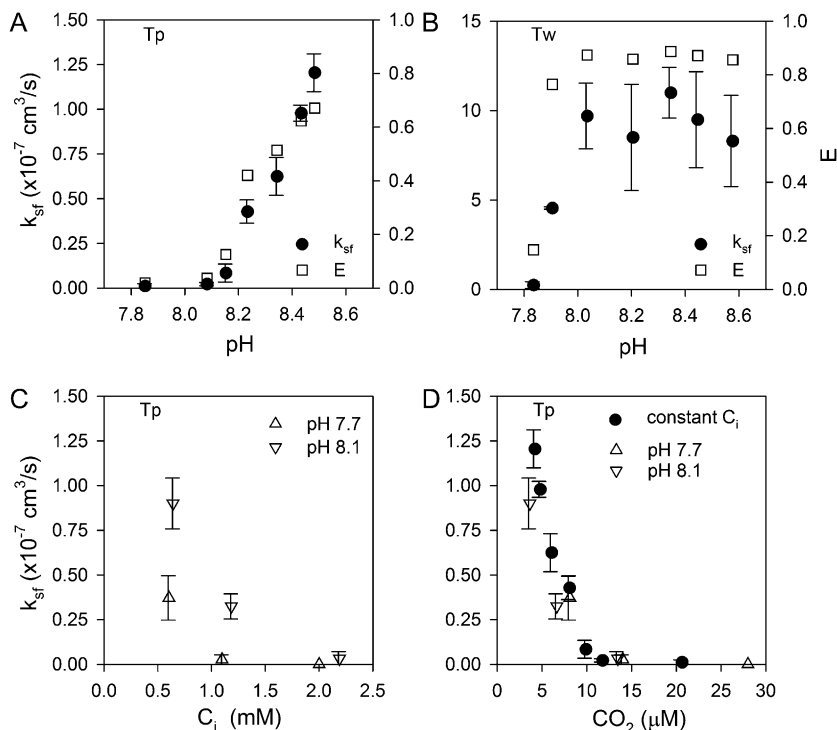 A
Tp
k_sf (x10⁻⁷ cm³/s)
1.50
1.25
1.00
0.75
0.50
0.25
0.00
1.0
0.8
0.6
0.4
0.2
0.0
k_sf
E
7.8 8.0 8.2 8.4 8.6
pH
B
Tw
15
10
5
0
1.0
0.8
0.6
0.4
0.2
0.0
E
k_sf
E
7.8 8.0 8.2 8.4 8.6
pH
C
Tp
pH 7.7
pH 8.1
k_sf (x10⁻⁷ cm³/s)
1.50
1.25
1.00
0.75
0.50
0.25
0.00
0.0 0.5 1.0 1.5 2.0 2.5
C_i (mM)
D
Tp
constant C_i
pH 7.7
pH 8.1
1.50
1.25
1.00
0.75
0.50
0.25
0.00
0 5 10 15 20 25 30
CO₂ (μM)